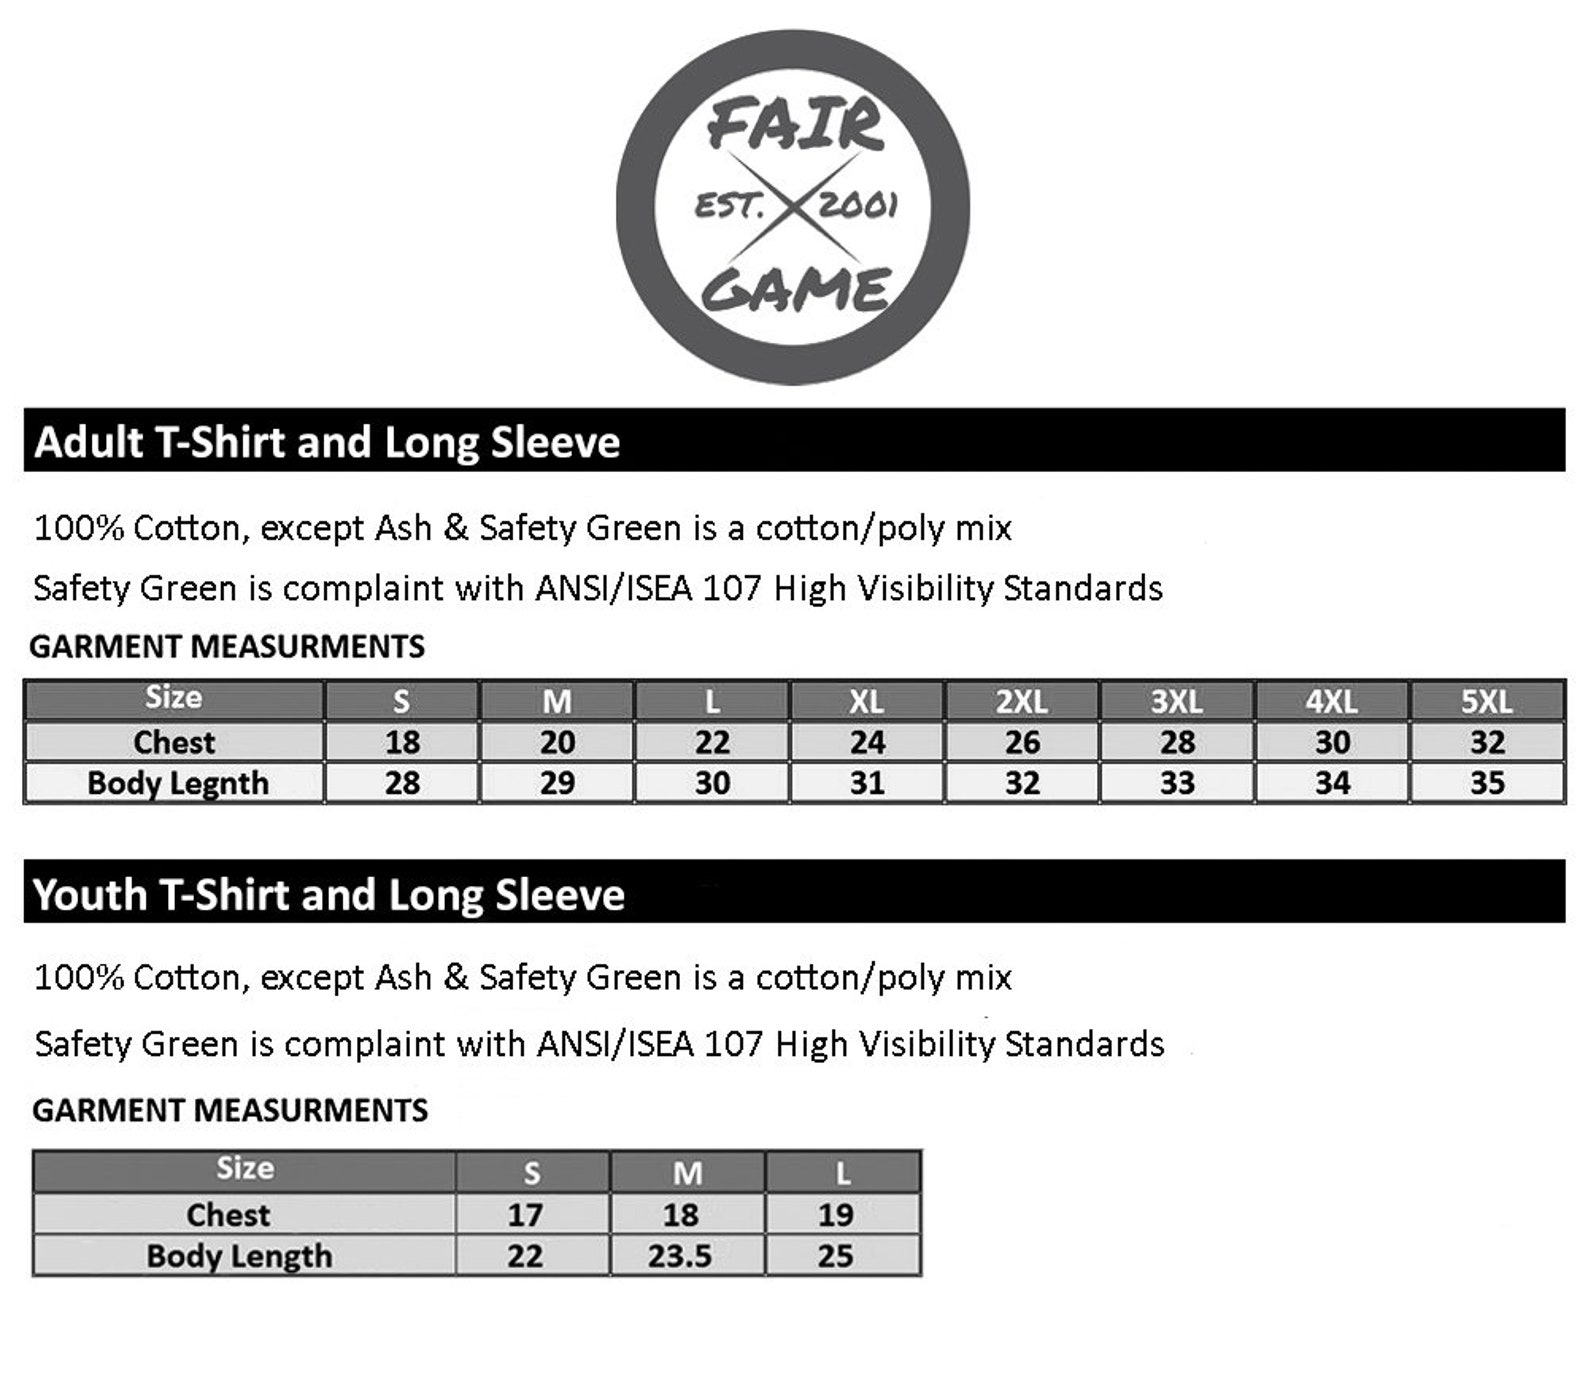 FAIR
EST. 2001
GAME
Adult T-Shirt and Long Sleeve
100% Cotton, except Ash & Safety Green is a cotton/poly mix
Safety Green is complaint with ANSI/ISEA 107 High Visibility Standards
GARMENT MEASURMENTS
Size S M L XL 2XL 3XL 4XL 5XL
Chest 18 20 22 24 26 28 30 32
Body Legnth 28 29 30 31 32 33 34 35
Youth T-Shirt and Long Sleeve
100% Cotton, except Ash & Safety Green is a cotton/poly mix
Safety Green is complaint with ANSI/ISEA 107 High Visibility Standards
GARMENT MEASURMENTS
Size S M L
Chest 17 18 19
Body Length 22 23.5 25